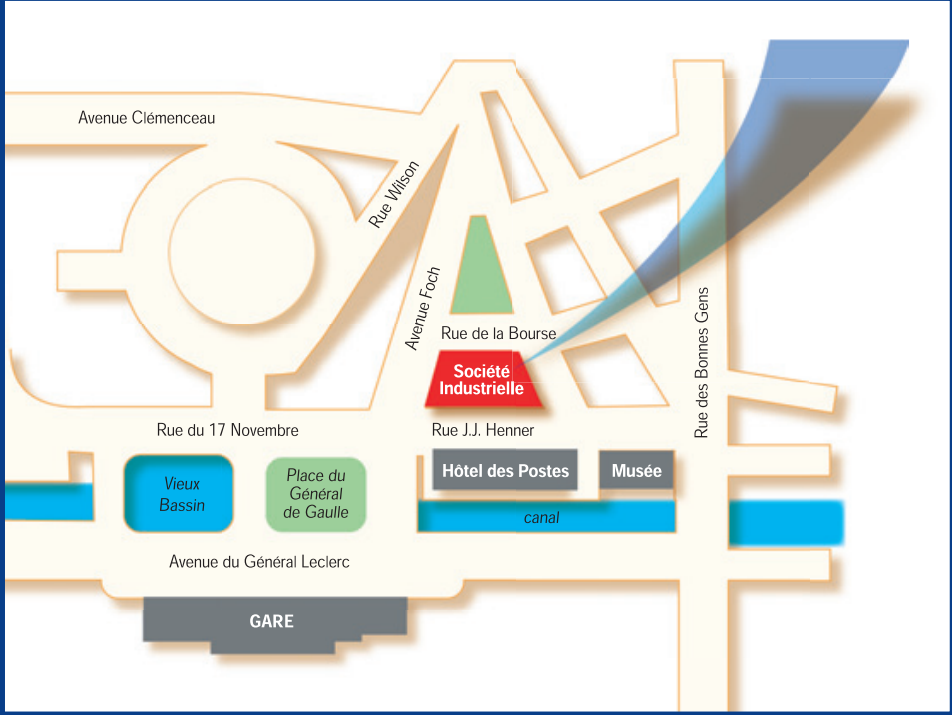 Avenue Clémenceau
Rue Wilson
Avenue Foch
Rue de la Bourse
Rue des Bonnes Gens
Société
Industrielle
Rue du 17 Novembre
Rue J.J. Henner
Vieux
Bassin
Place du
Général
de Gaulle
Hôtel des Postes
Musée
canal
Avenue du Général Leclerc
GARE